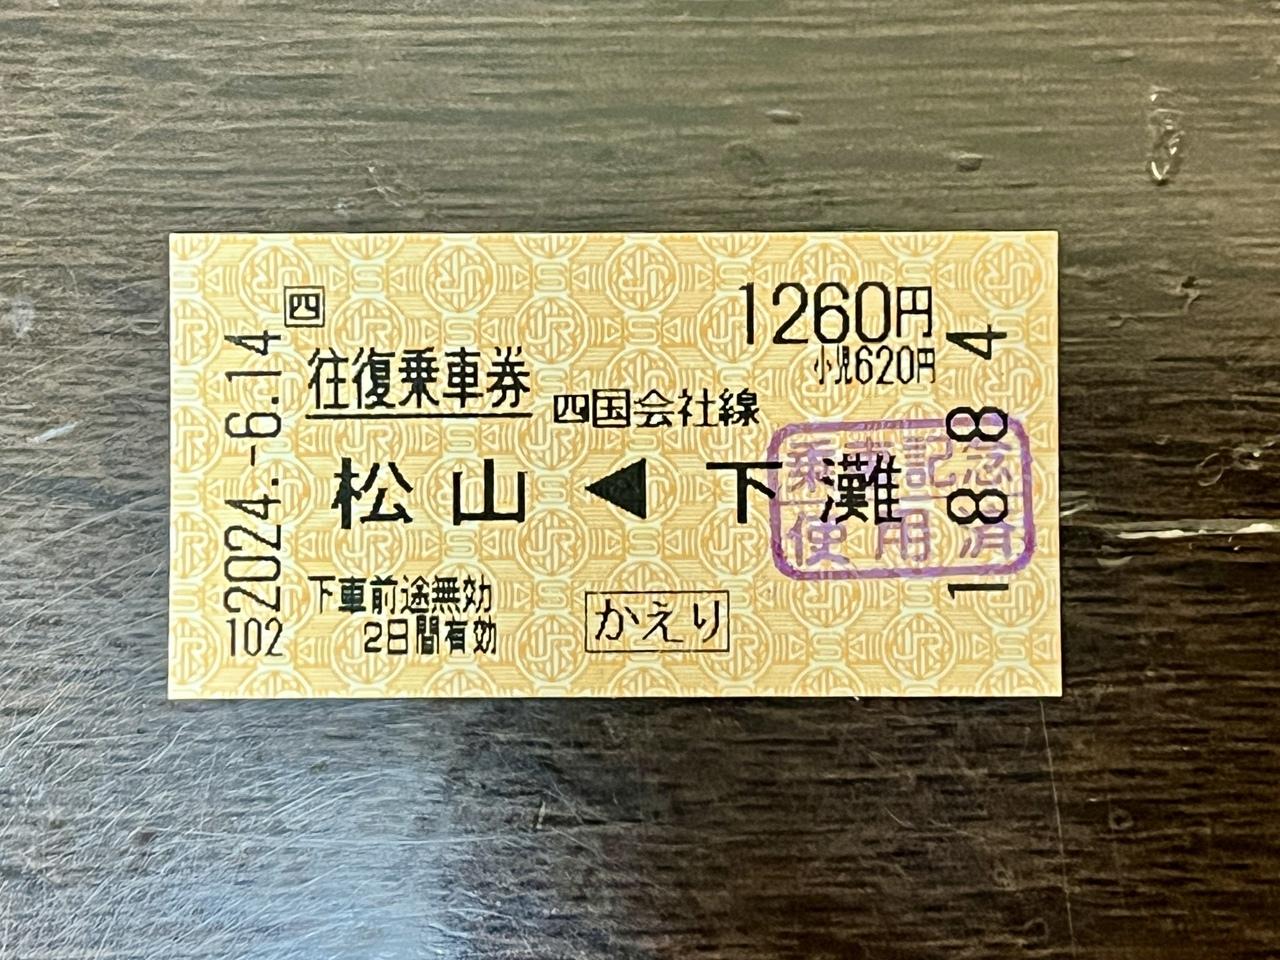 四
1260円
小児620円
往復乗車券
四国会社線
松山 ◀ 下灘
乗車記念
使用済
下車前途無効
2日間有効
かえり
2024.-6.14
102
1884